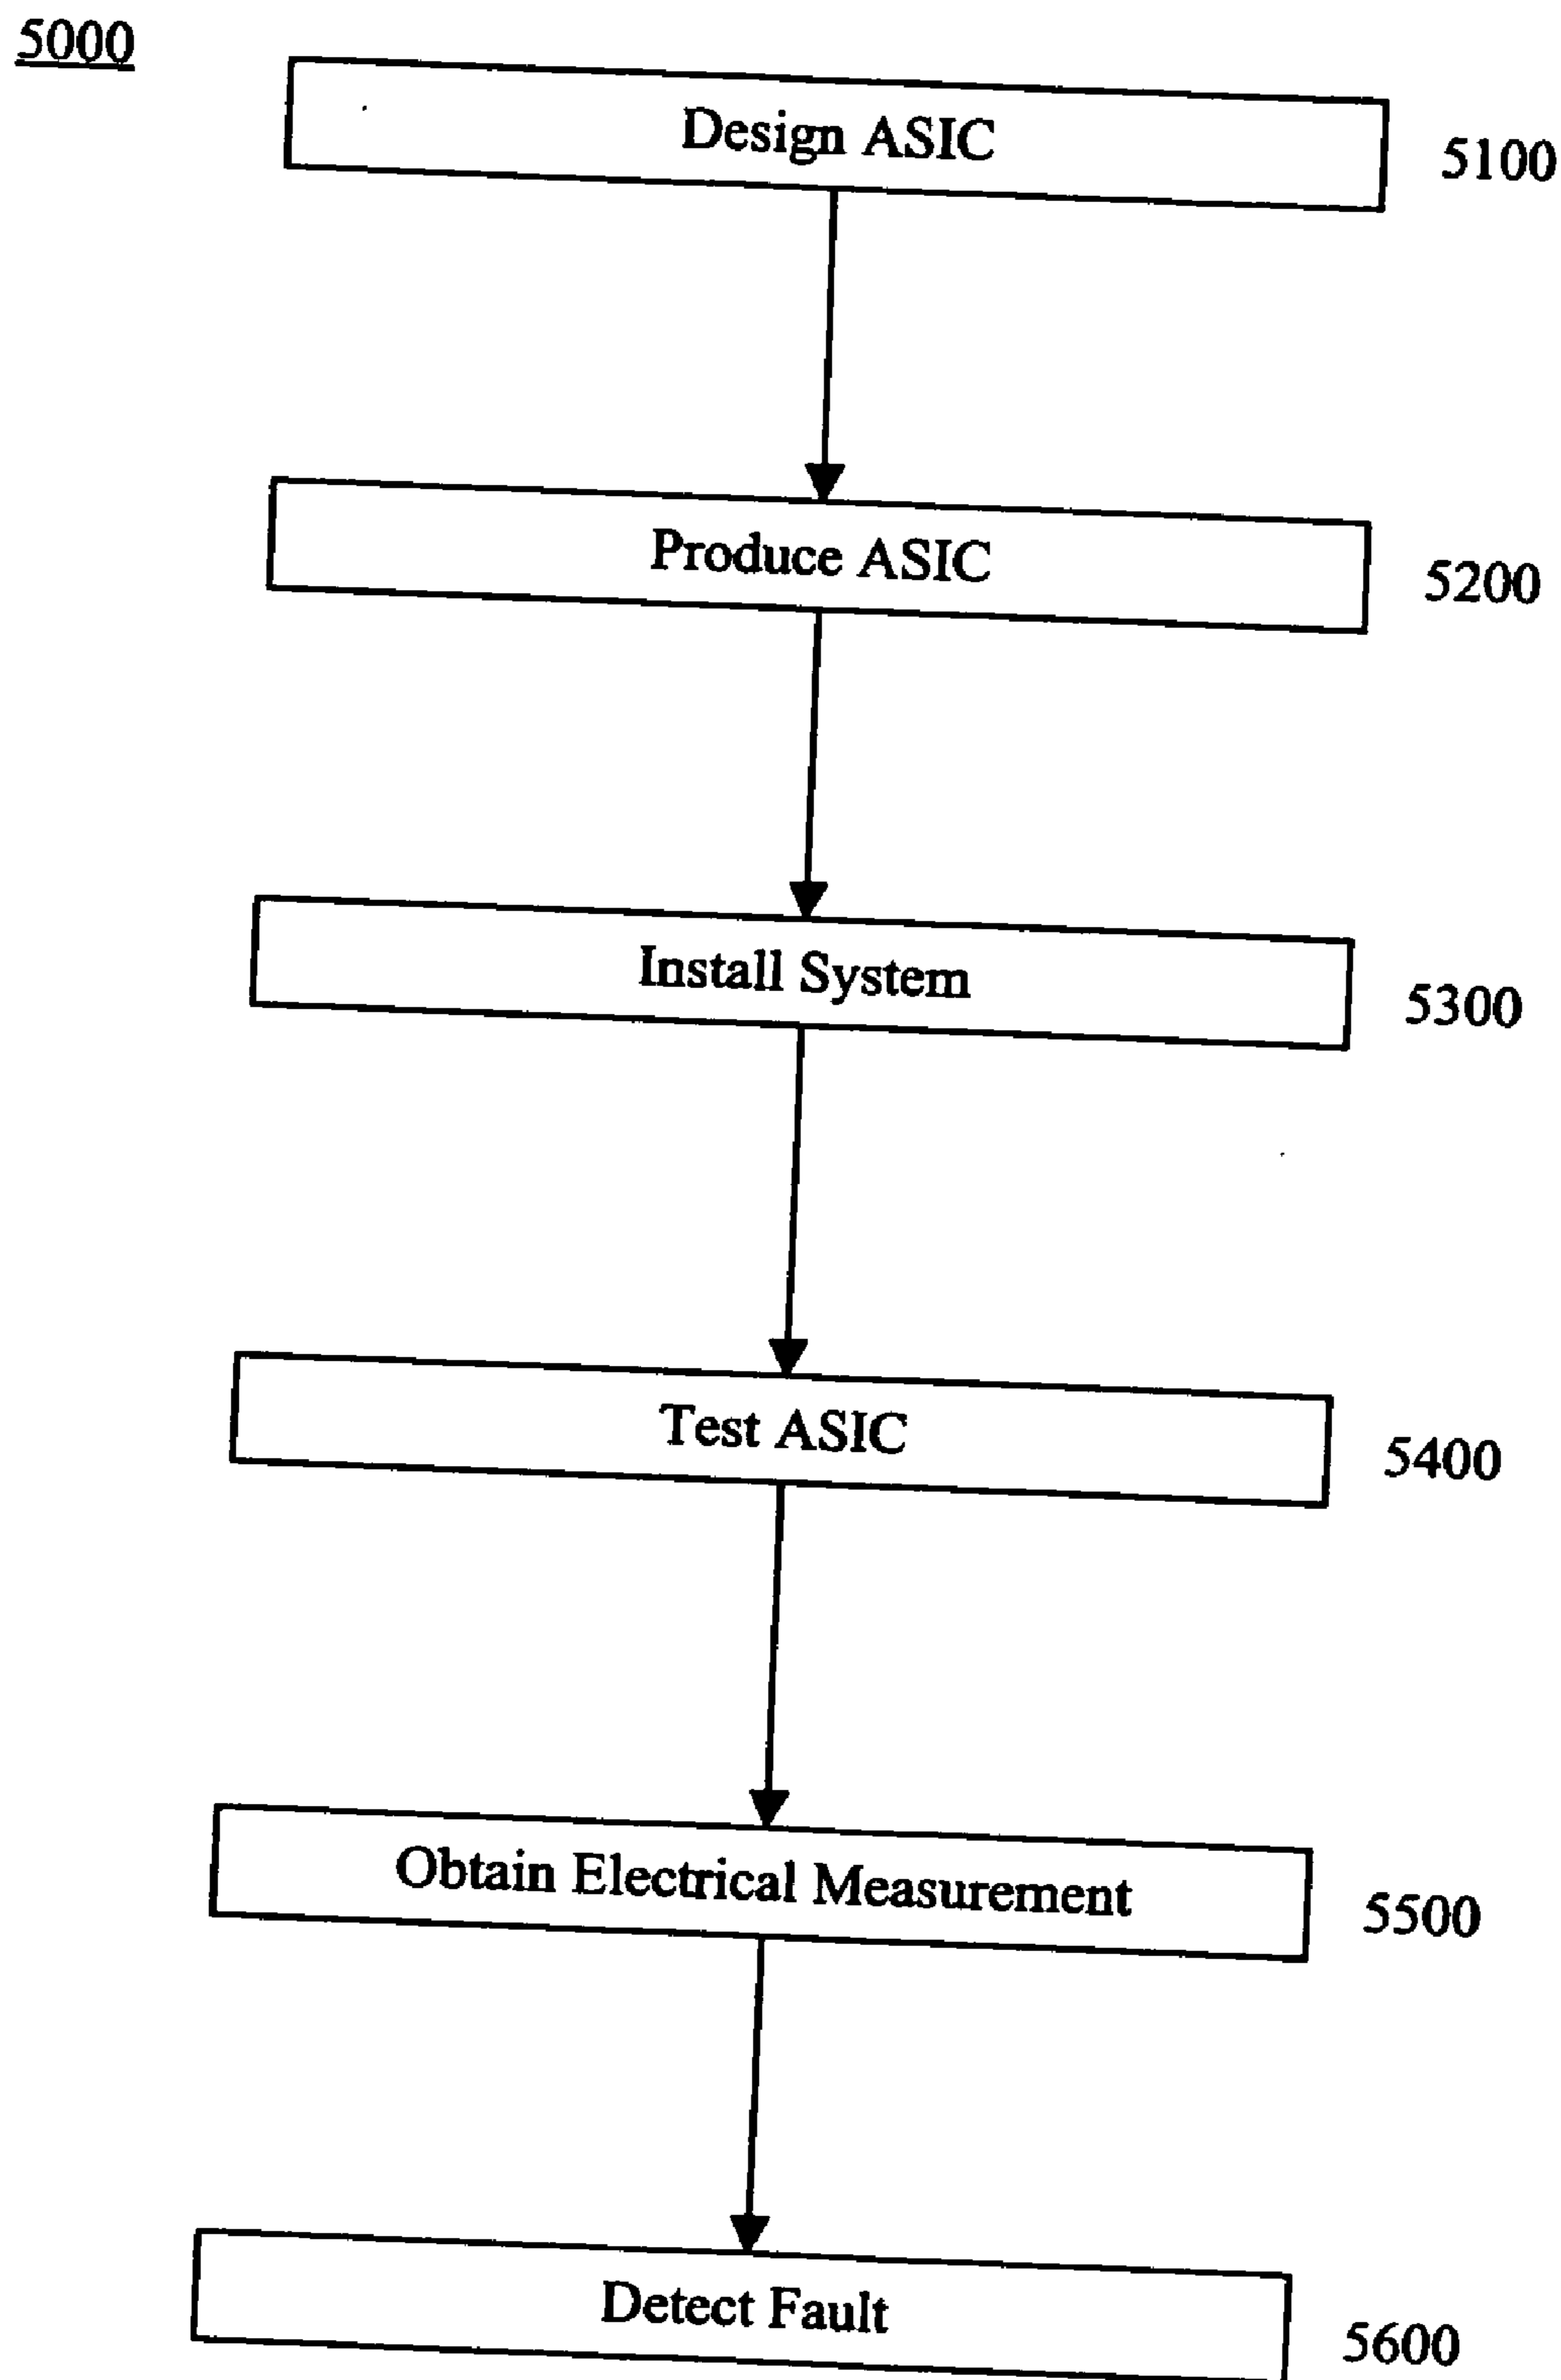 5000
Design ASIC
5100
Produce ASIC
5200
Install System
5300
Test ASIC
5400
Obtain Electrical Measurement
5500
Detect Fault
5600